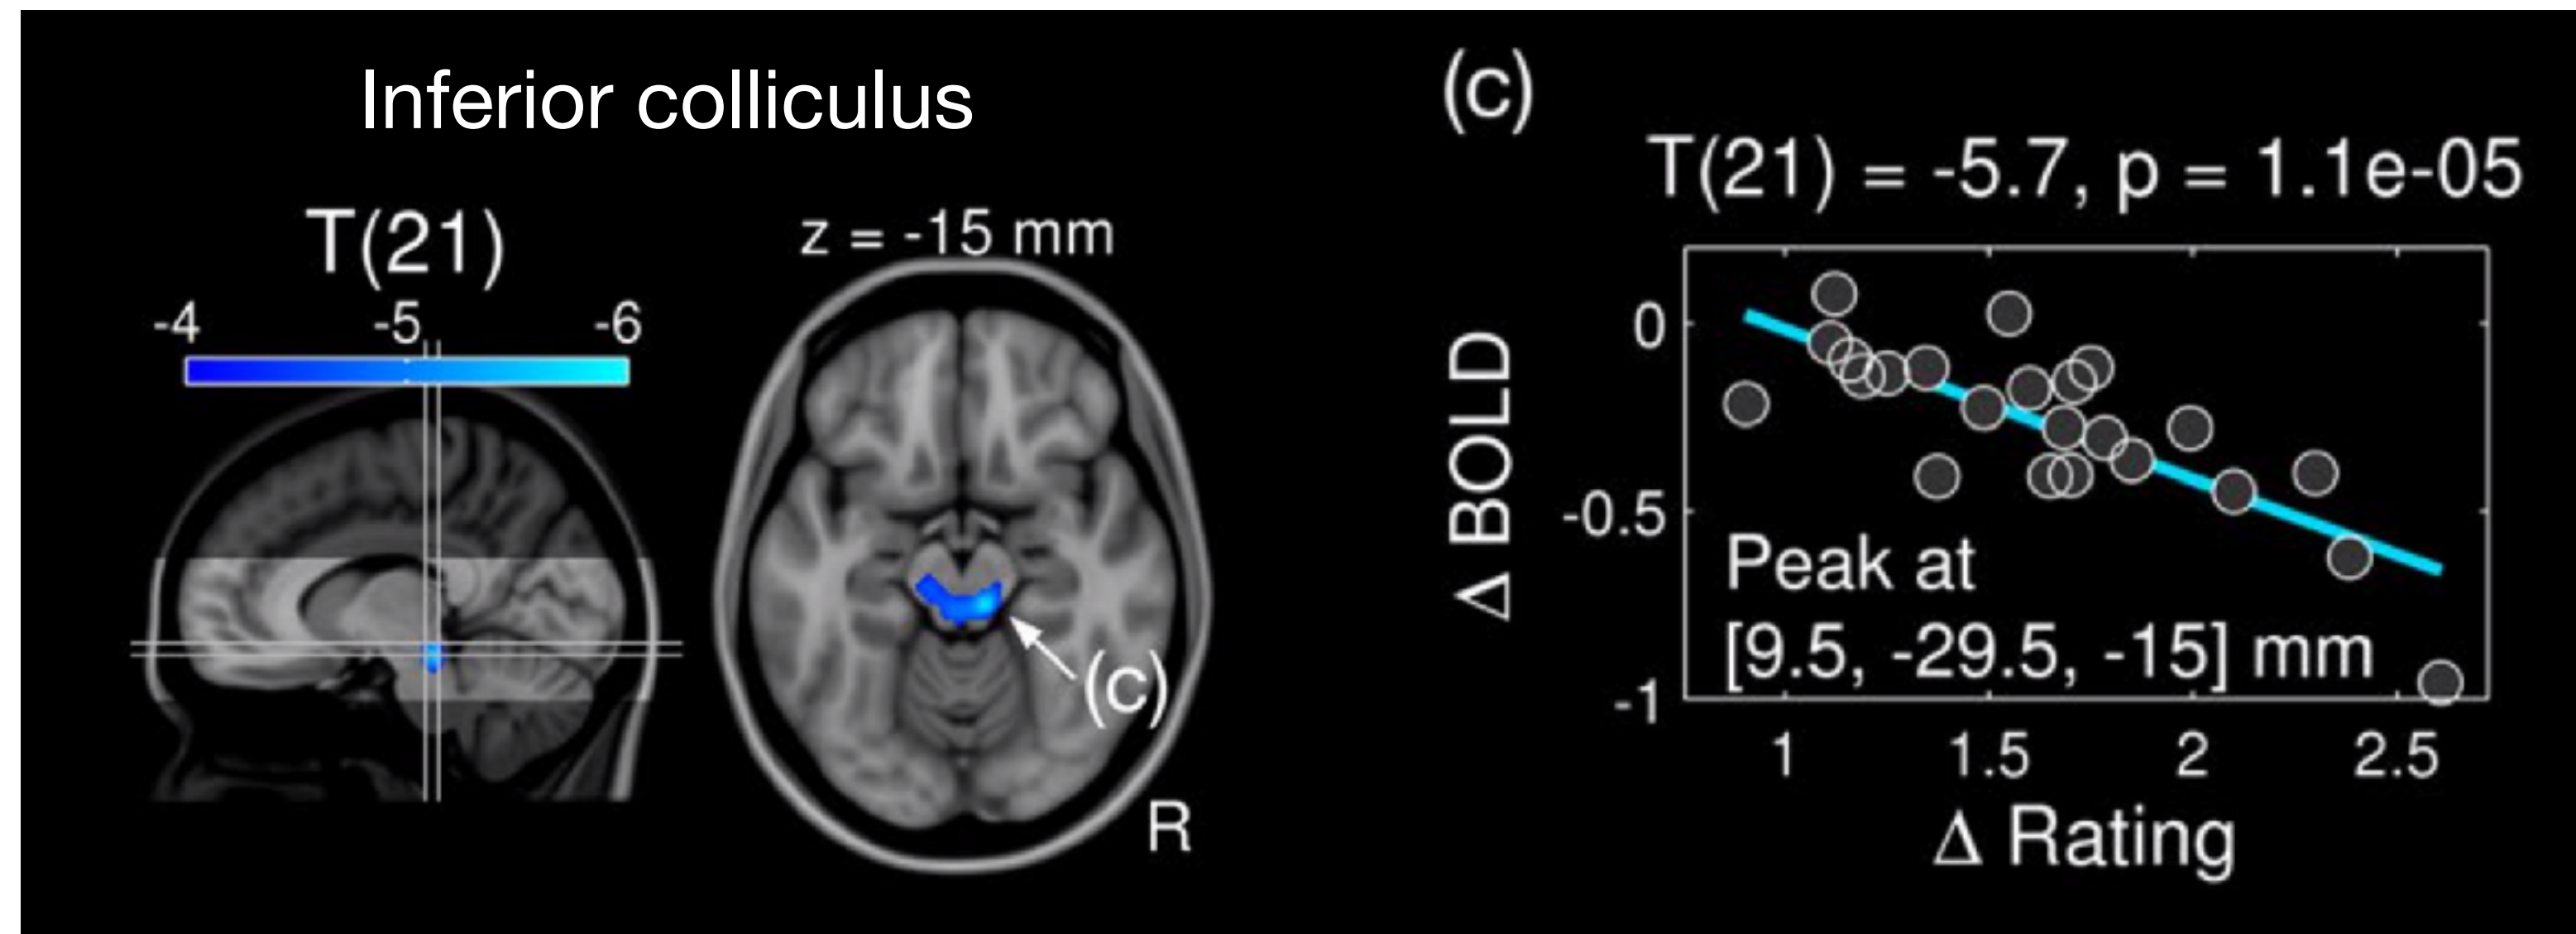 Inferior colliculus
T(21)
-4 -5 -6
z = -15 mm
(c)
R
(c)
T(21) = -5.7, p = 1.1e-05
Δ BOLD
0
-0.5
-1
Peak at
[9.5, -29.5, -15] mm
1 1.5 2 2.5
Δ Rating